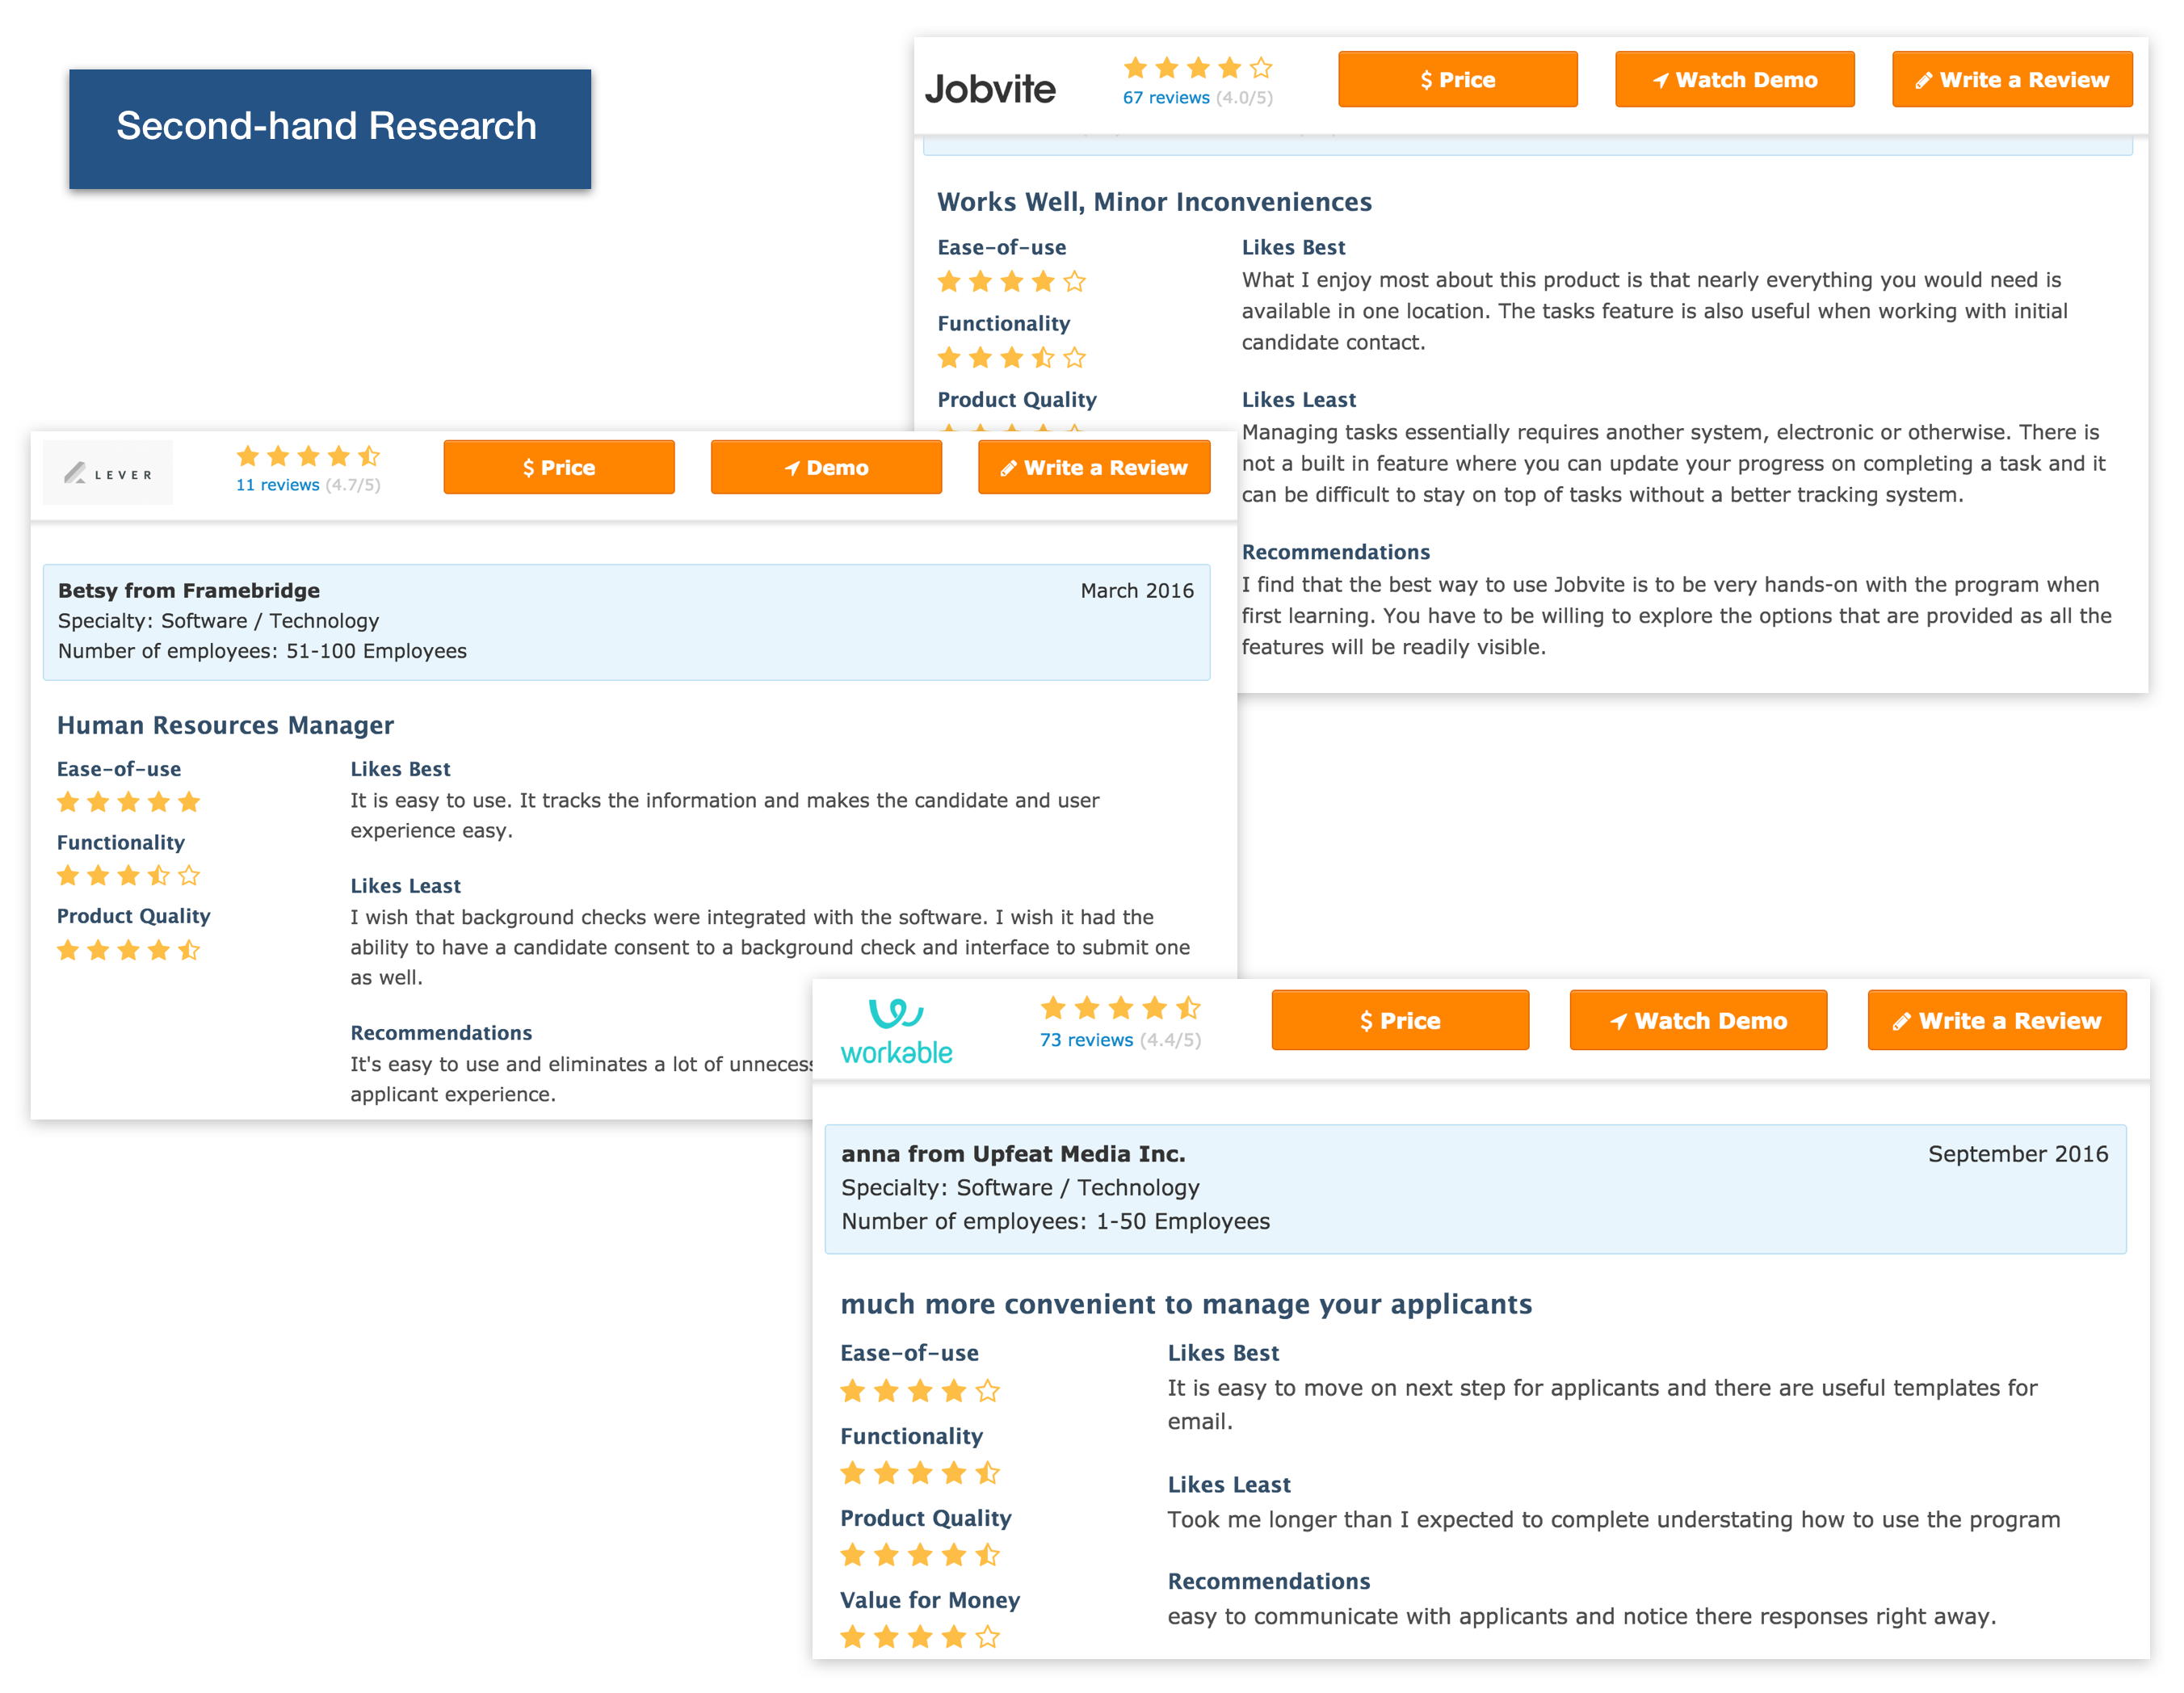 Second-hand Research
Jobvite
67 reviews (4.0/5)
$ Price
Watch Demo
Write a Review
Works Well, Minor Inconveniences
Ease-of-use
Functionality
Product Quality
Likes Best
What I enjoy most about this product is that nearly everything you would need is
available in one location. The tasks feature is also useful when working with initial
candidate contact.
Likes Least
Managing tasks essentially requires another system, electronic or otherwise. There is
not a built in feature where you can update your progress on completing a task and it
can be difficult to stay on top of tasks without a better tracking system.
Recommendations
I find that the best way to use Jobvite is to be very hands-on with the program when
first learning. You have to be willing to explore the options that are provided as all the
features will be readily visible.
LEVER
11 reviews (4.7/5)
$ Price
Demo
Write a Review
Betsy from Framebridge
March 2016
Specialty: Software / Technology
Number of employees: 51-100 Employees
Human Resources Manager
Ease-of-use
Functionality
Product Quality
Likes Best
It is easy to use. It tracks the information and makes the candidate and user
experience easy.
Likes Least
I wish that background checks were integrated with the software. I wish it had the
ability to have a candidate consent to a background check and interface to submit one
as well.
Recommendations
It's easy to use and eliminates a lot of
applicant experience.
workable
73 reviews (4.4/5)
$ Price
Watch Demo
Write a Review
anna from Upfeat Media Inc.
September 2016
Specialty: Software / Technology
Number of employees: 1-50 Employees
much more convenient to manage your applicants
Ease-of-use
Functionality
Product Quality
Value for Money
Likes Best
It is easy to move on next step for applicants and there are useful templates for
email.
Likes Least
Took me longer than I expected to complete understating how to use the program
Recommendations
easy to communicate with applicants and notice there responses right away.